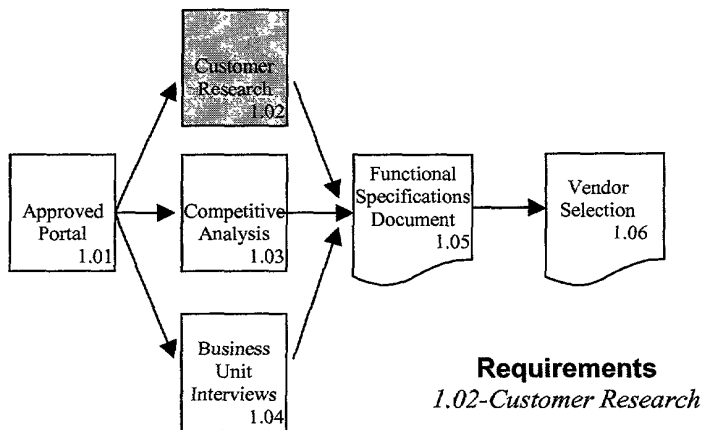 Customer
Research
1.02
Approved
Portal
1.01
Competitive
Analysis
1.03
Business
Unit
Interviews
1.04
Functional
Specifications
Document
1.05
Vendor
Selection
1.06
Requirements
1.02-Customer Research